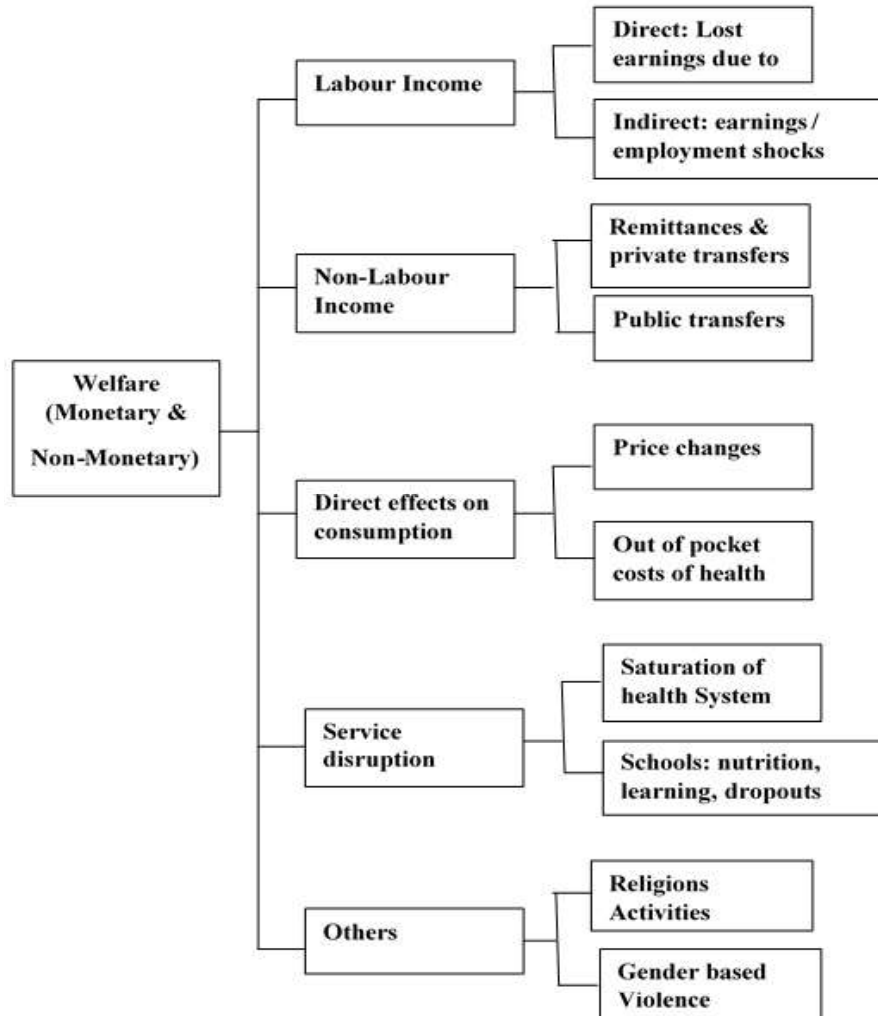 Welfare
(Monetary &
Non-Monetary)
Labour Income
Direct: Lost
earnings due to
Indirect: earnings /
employment shocks
Non-Labour
Income
Remittances &
private transfers
Public transfers
Direct effects on
consumption
Price changes
Out of pocket
costs of health
Service
disruption
Saturation of
health System
Schools: nutrition,
learning, dropouts
Others
Religions
Activities
Gender based
Violence